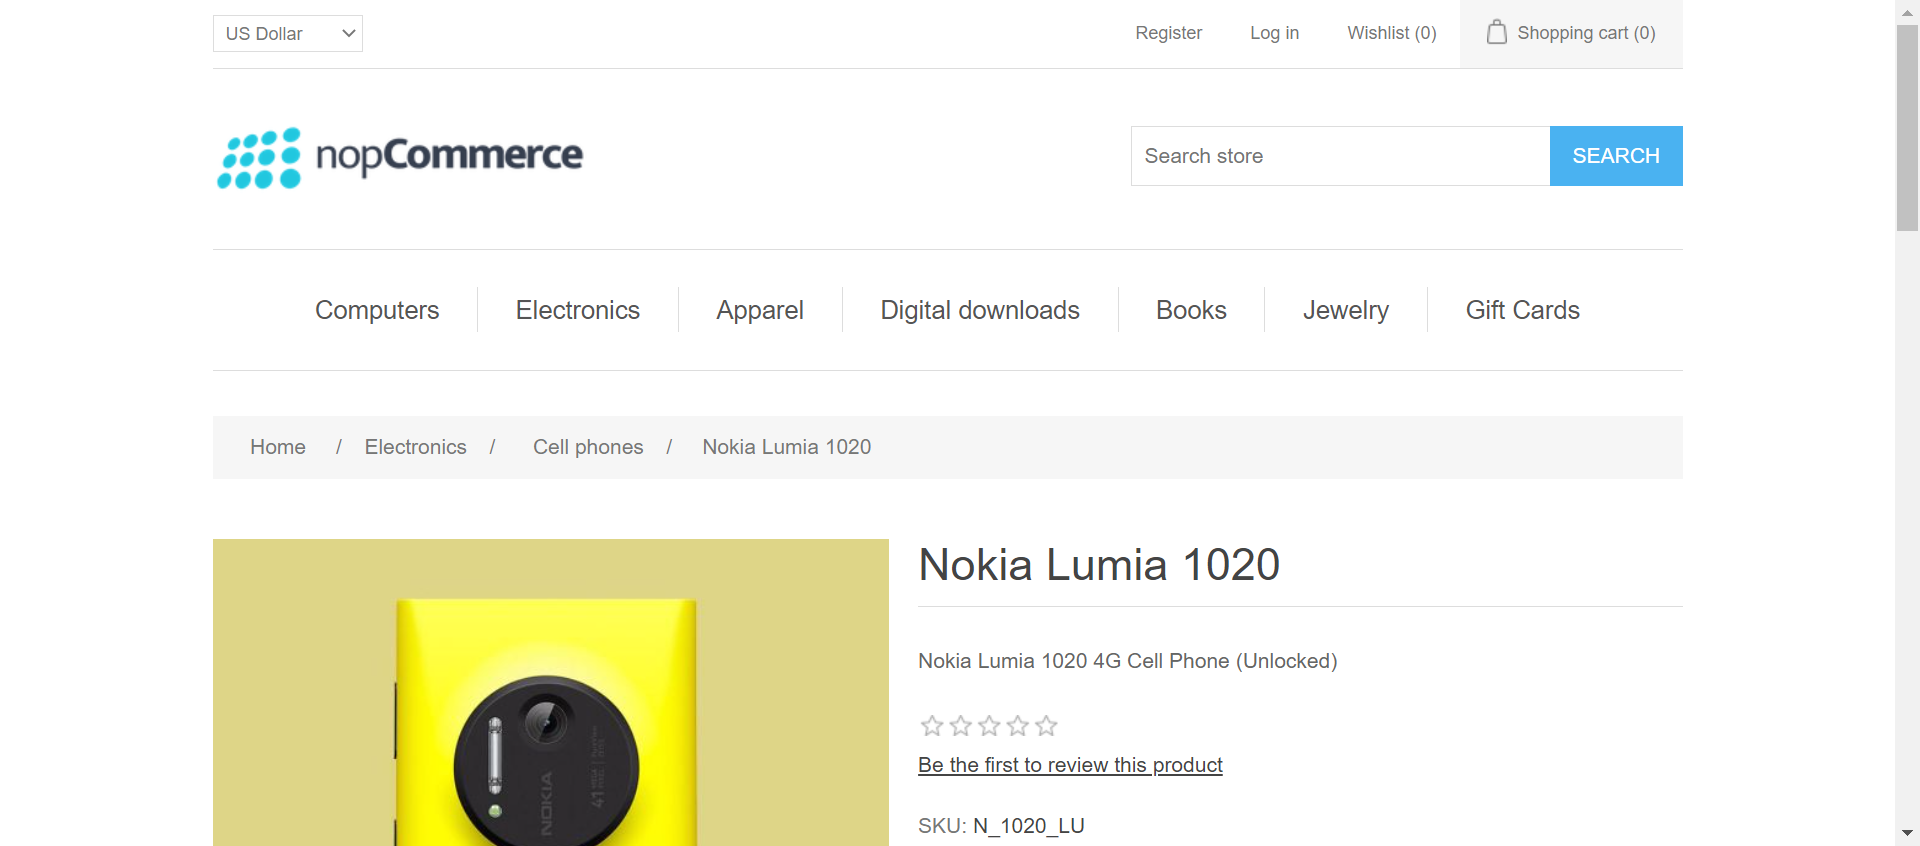 US Dollar
Register
Log in
Wishlist (0)
Shopping cart (0)
nopCommerce
Search store
SEARCH
Computers
Electronics
Apparel
Digital downloads
Books
Jewelry
Gift Cards
Home / Electronics / Cell phones / Nokia Lumia 1020
Nokia Lumia 1020
Nokia Lumia 1020 4G Cell Phone (Unlocked)
Be the first to review this product
SKU: N_1020_LU
NOKIA
41